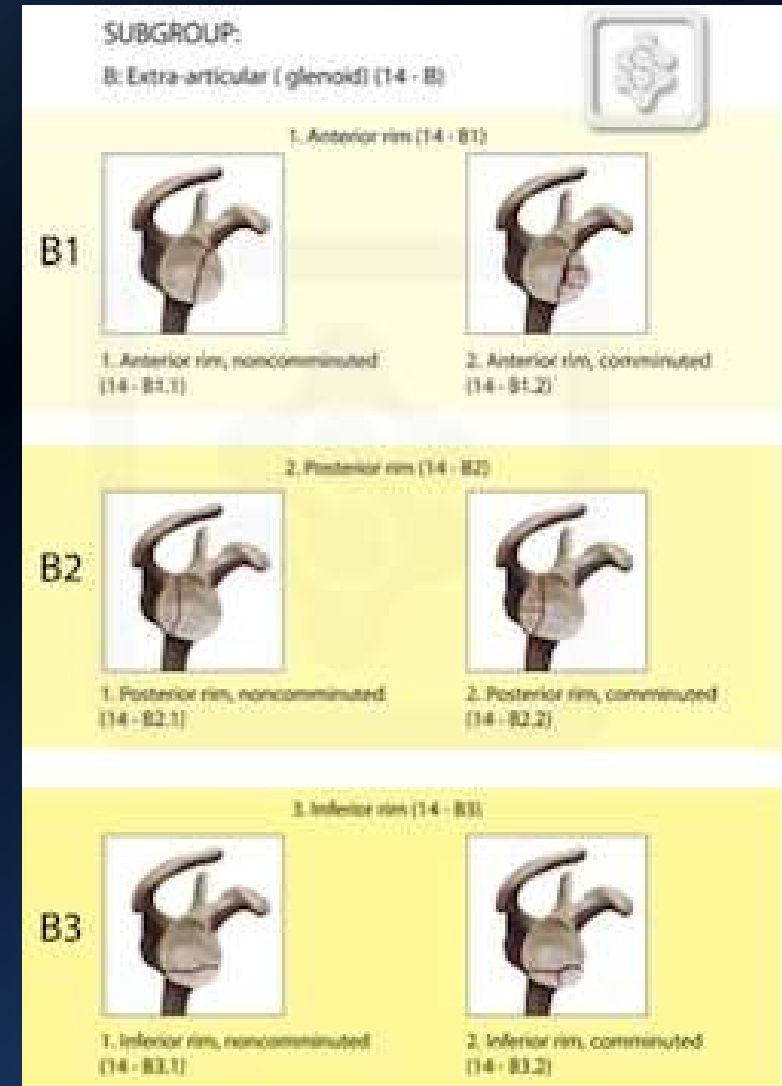 SUBGROUP:
B: Extra-articular ( glenoid) (14 - B)
1. Anterior rim (14 - B1)
B1
1. Anterior rim, noncomminuted
(14 - B1.1)
2. Anterior rim, comminuted
(14 - B1.2)
2. Posterior rim (14 - B2)
B2
1. Posterior rim, noncomminuted
(14 - B2.1)
2. Posterior rim, comminuted
(14 - B2.2)
3. Inferior rim (14 - B3)
B3
1. Inferior rim, noncomminuted
(14 - B3.1)
2. Inferior rim, comminuted
(14 - B3.2)